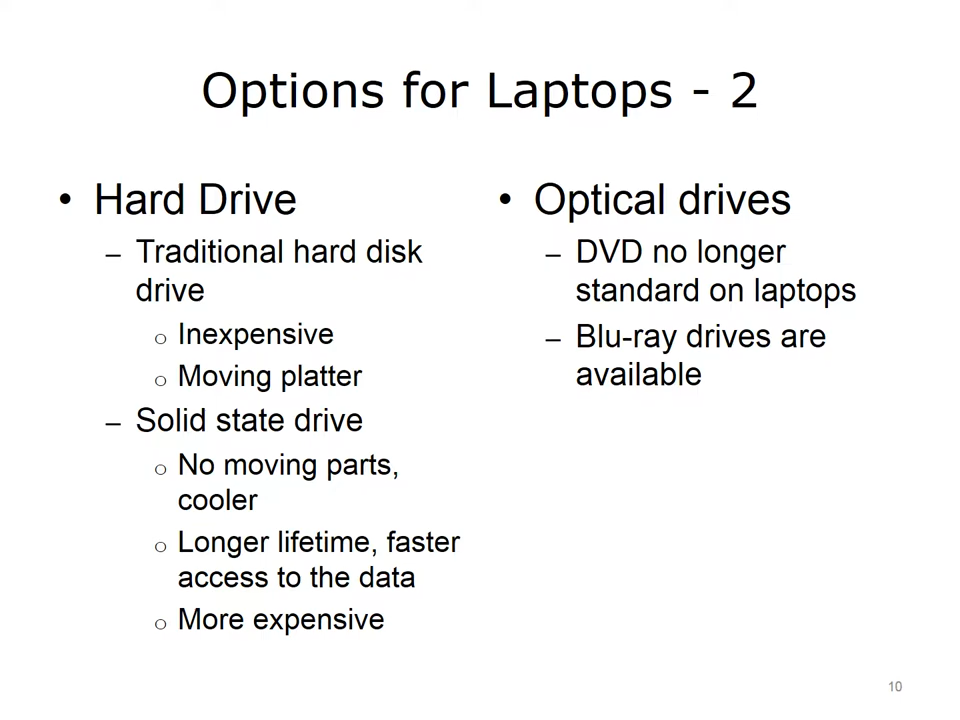 Options for Laptops - 2
• Hard Drive
– Traditional hard disk
drive
o Inexpensive
o Moving platter
– Solid state drive
o No moving parts,
cooler
o Longer lifetime, faster
access to the data
o More expensive
• Optical drives
– DVD no longer
standard on laptops
– Blu-ray drives are
available
10